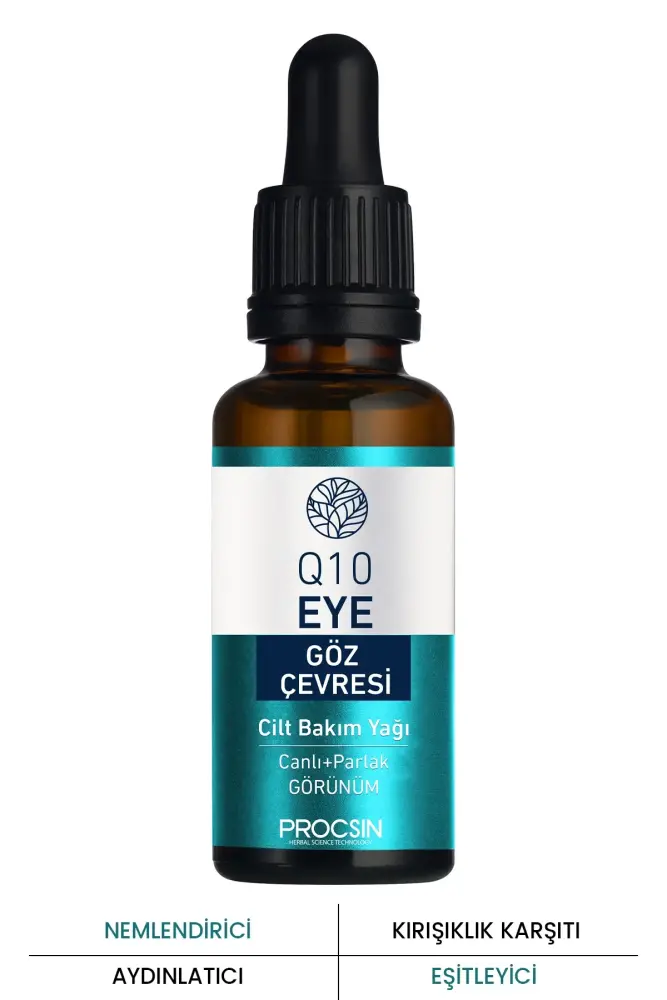 Q10
EYE
GÖZ
ÇEVRESİ
Cilt Bakım Yağı
Canlı+Parlak
GÖRÜNÜM
PROCSIN
HERBAL SCIENCE TECHNOLOGY
NEMLENDİRİCİ
KIRIŞIKLIK KARŞITI
AYDINLATICI
EŞİTLEYİCİ